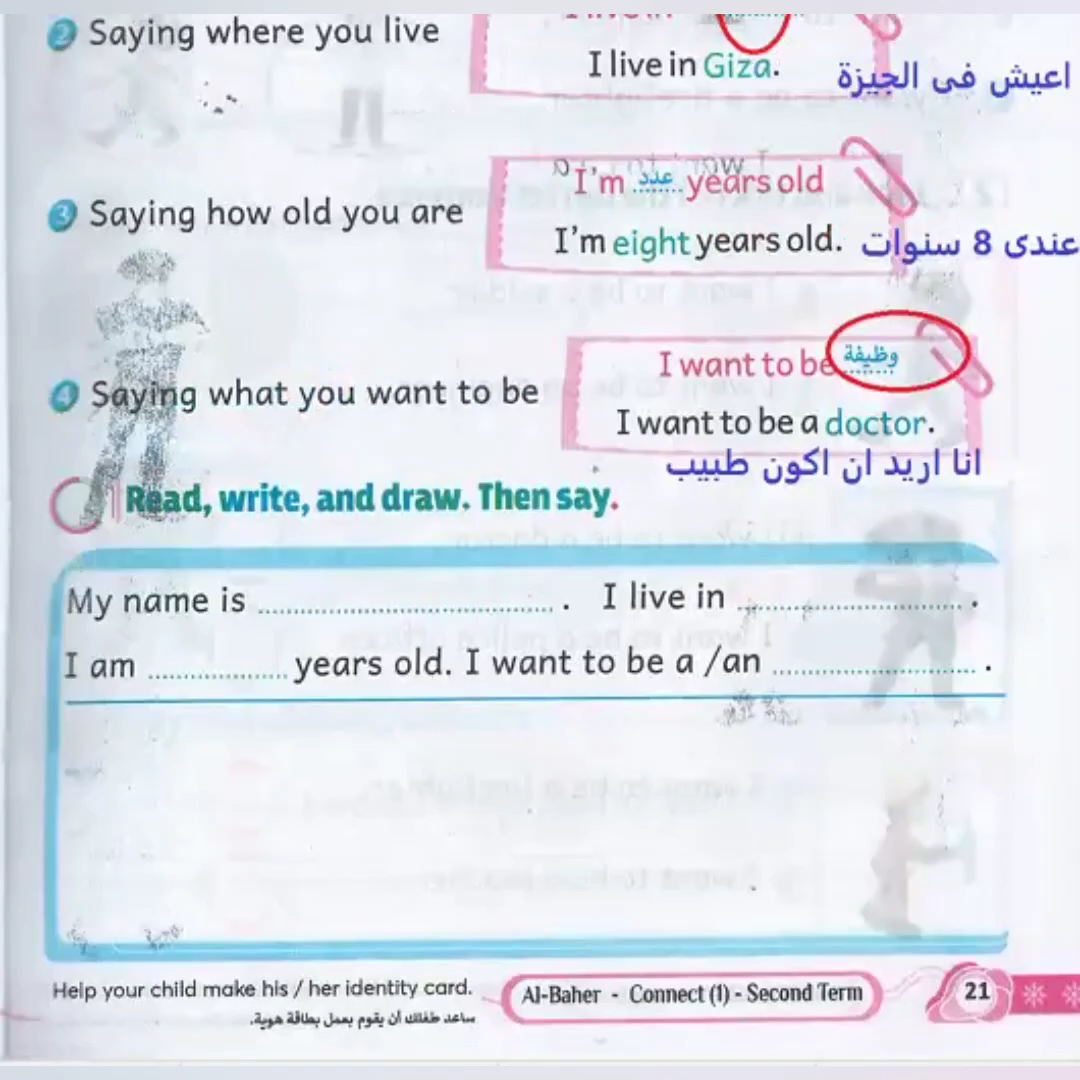 2 Saying where you live
I live in Giza.
اعيش فى الجيزة
I'm عدد years old
3 Saying how old you are
I'm eight years old.
عندى 8 سنوات
I want to be وظيفة
4 Saying what you want to be
I want to be a doctor.
انا اريد ان اكون طبيب
Read, write, and draw. Then say.
My name is ............................ . I live in ........................ .
I am ............... years old. I want to be a /an ..................... .
Help your child make his / her identity card.
ساعد طفلك أن يقوم بعمل بطاقة هوية.
Al-Baher - Connect (1) - Second Term
21